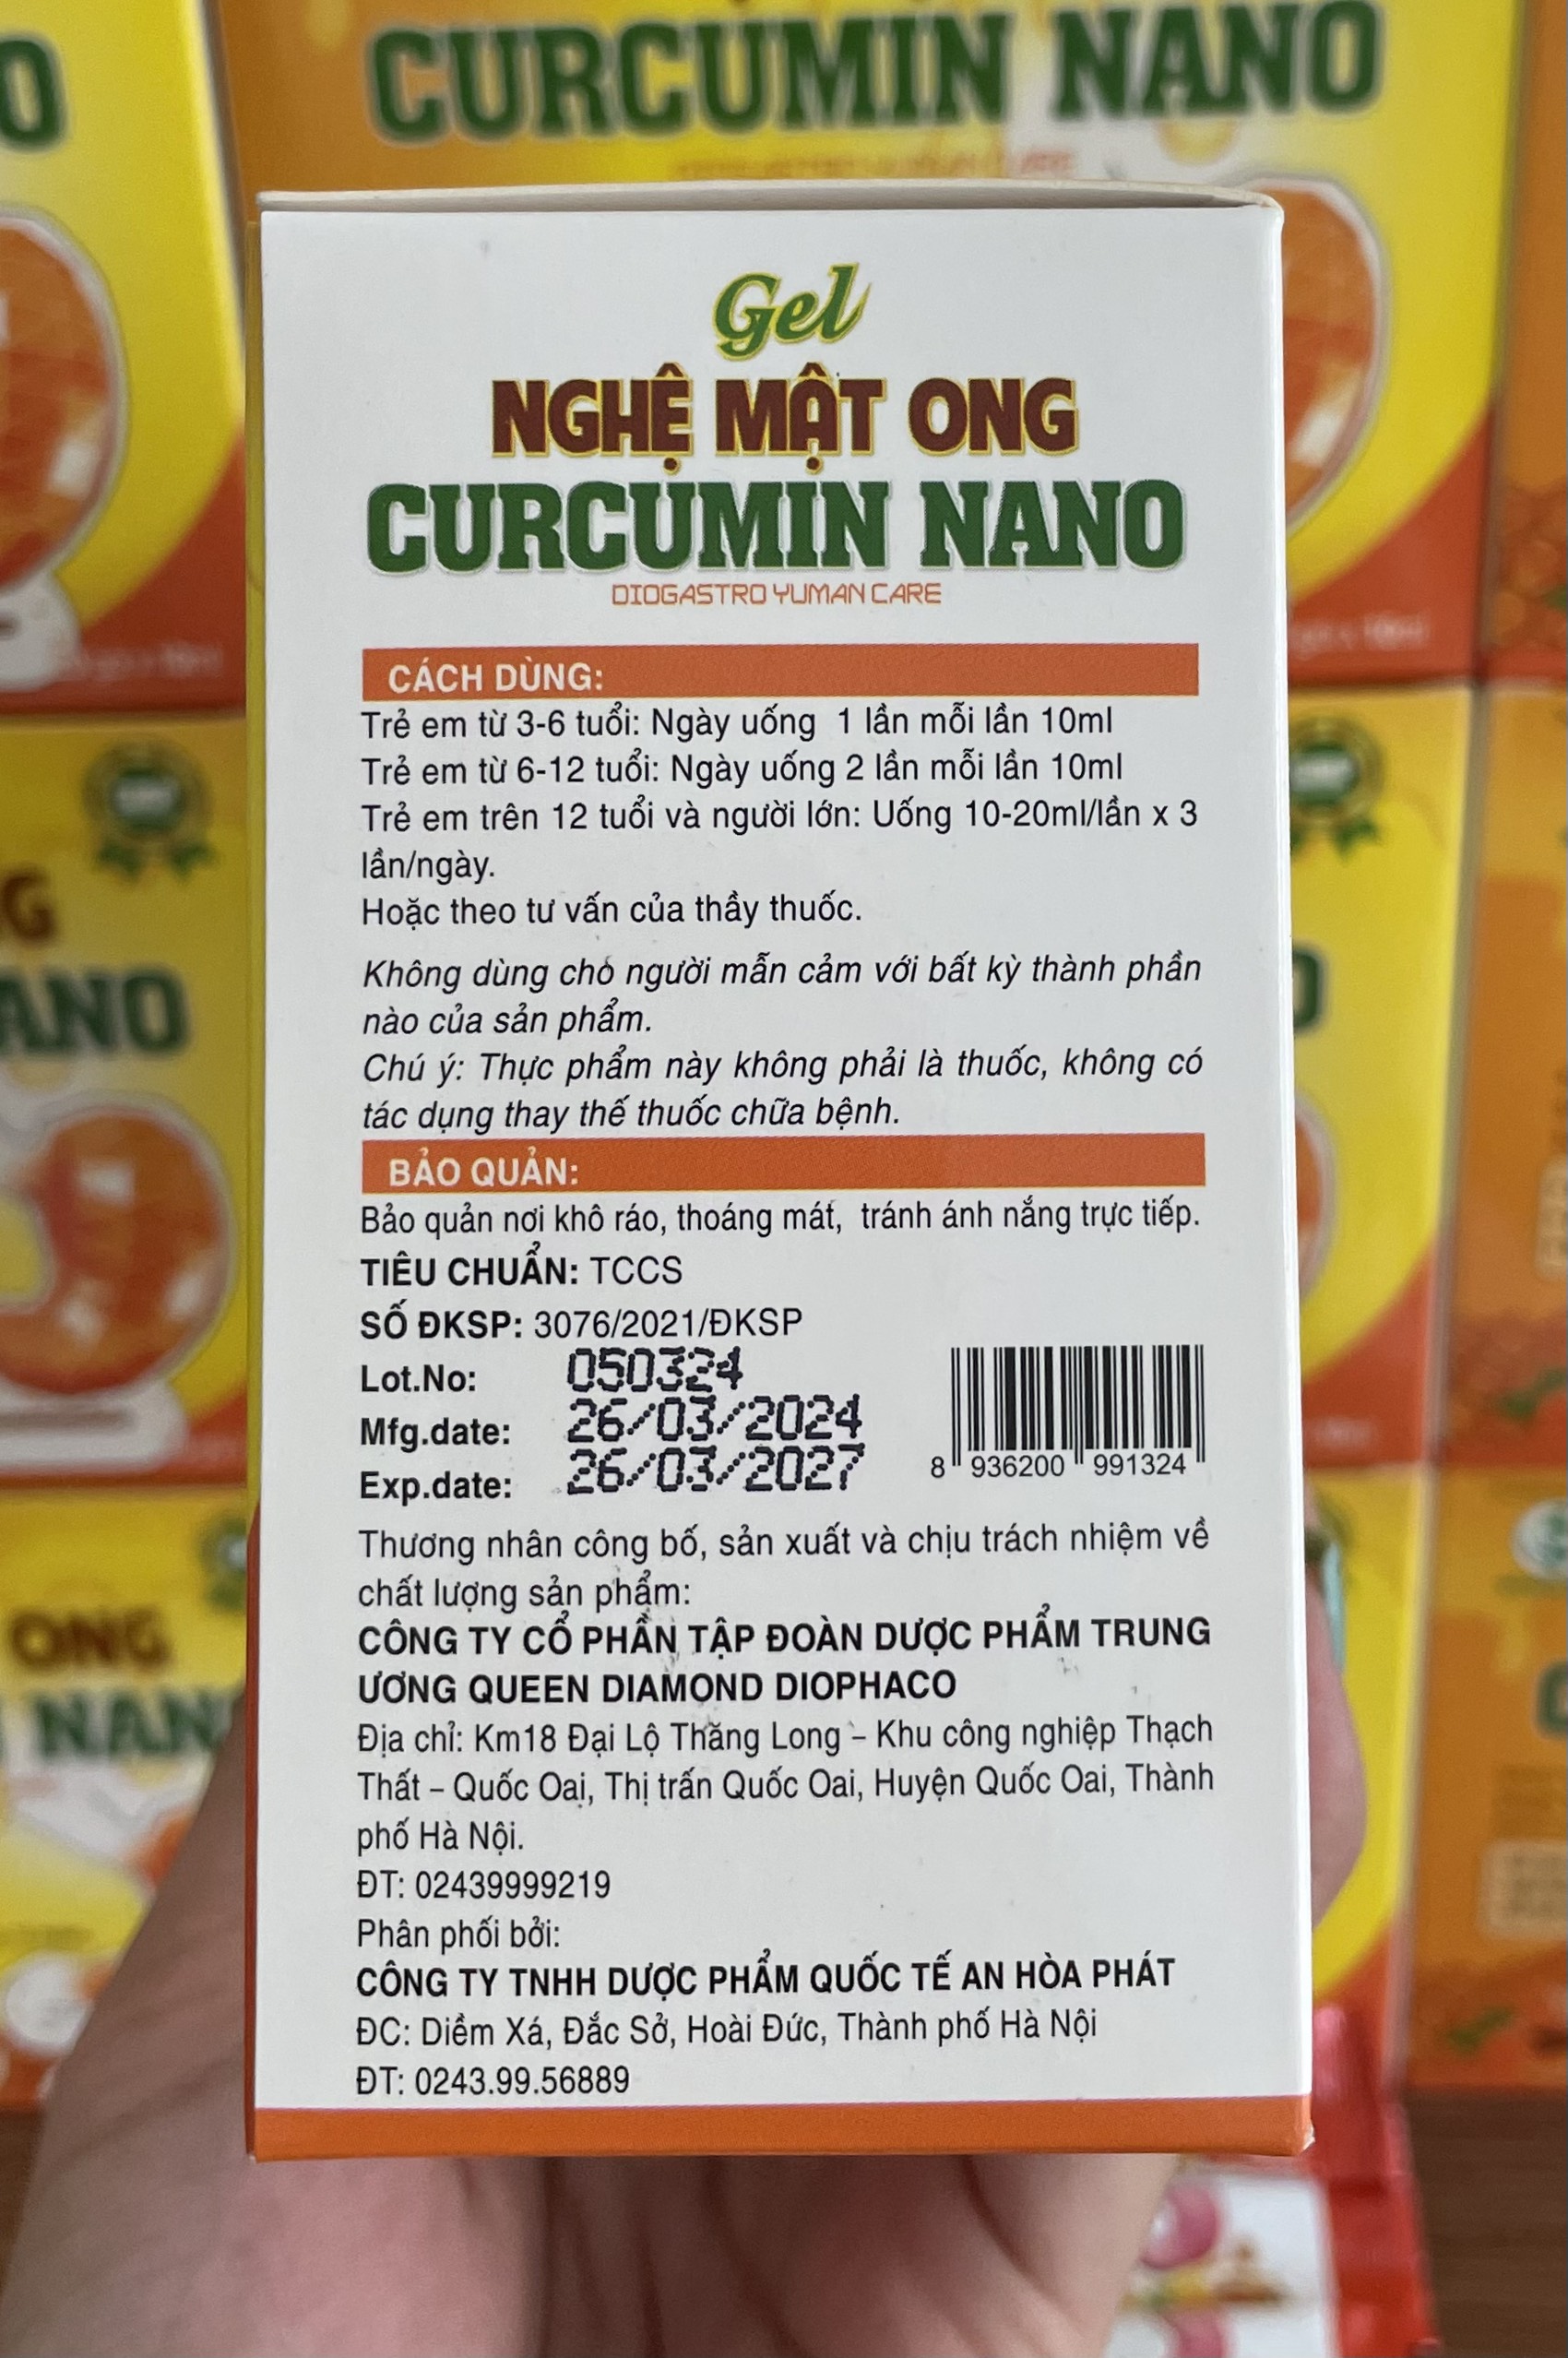 CURCUMIN NANO
Gel
NGHỆ MẬT ONG
CURCUMIN NANO
DIOGASTRO YUMAN CARE
CÁCH DÙNG:
Trẻ em từ 3-6 tuổi: Ngày uống 1 lần mỗi lần 10ml
Trẻ em từ 6-12 tuổi: Ngày uống 2 lần mỗi lần 10ml
Trẻ em trên 12 tuổi và người lớn: Uống 10-20ml/lần x 3
lần/ngày.
Hoặc theo tư vấn của thầy thuốc.
Không dùng cho người mẫn cảm với bất kỳ thành phần
nào của sản phẩm.
Chú ý: Thực phẩm này không phải là thuốc, không có
tác dụng thay thế thuốc chữa bệnh.
BẢO QUẢN:
Bảo quản nơi khô ráo, thoáng mát, tránh ánh nắng trực tiếp.
TIÊU CHUẨN: TCCS
SỐ ĐKSP: 3076/2021/ĐKSP
Lot.No: 050324
Mfg.date: 26/03/2024
Exp.date: 26/03/2027
8 936200 991324
Thương nhân công bố, sản xuất và chịu trách nhiệm về
chất lượng sản phẩm:
CÔNG TY CỔ PHẦN TẬP ĐOÀN DƯỢC PHẨM TRUNG
ƯƠNG QUEEN DIAMOND DIOPHACO
Địa chỉ: Km18 Đại Lộ Thăng Long – Khu công nghiệp Thạch
Thất – Quốc Oai, Thị trấn Quốc Oai, Huyện Quốc Oai, Thành
phố Hà Nội.
ĐT: 02439999219
Phân phối bởi:
CÔNG TY TNHH DƯỢC PHẨM QUỐC TẾ AN HÒA PHÁT
ĐC: Diềm Xá, Đắc Sở, Hoài Đức, Thành phố Hà Nội
ĐT: 0243.99.56889
ANO
ONG
NAN